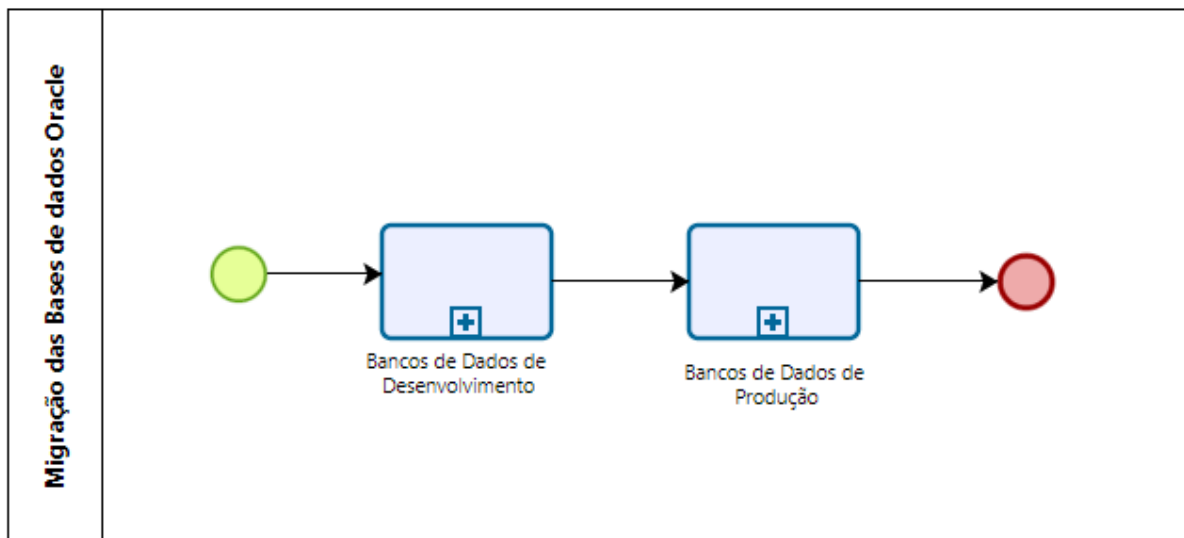 Migração das Bases de dados Oracle
Bancos de Dados de
Desenvolvimento
Bancos de Dados de
Produção